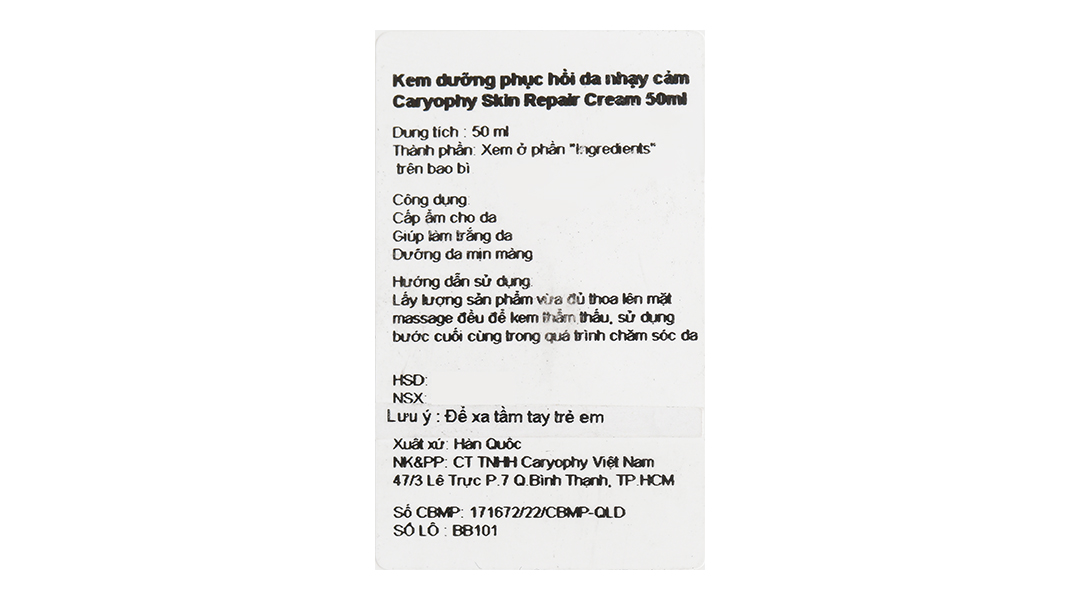 Kem dưỡng phục hồi da nhạy cảm
Caryophy Skin Repair Cream 50ml
Dung tích : 50 ml
Thành phần: Xem ở phần "Ingredients"
trên bao bì
Công dụng:
Cấp ẩm cho da
Giúp làm trắng da
Dưỡng da mịn màng
Hướng dẫn sử dụng:
Lấy lượng sản phẩm vừa đủ thoa lên mặt
massage đều để kem thẩm thấu, sử dụng
bước cuối cùng trong quá trình chăm sóc da
HSD:
NSX:
Lưu ý : Để xa tầm tay trẻ em
Xuất xứ: Hàn Quốc
NK&PP: CT TNHH Caryophy Việt Nam
47/3 Lê Trực P.7 Q.Bình Thạnh, TP.HCM
Số CBMP: 171672/22/CBMP-QLD
SỐ LÔ : BB101